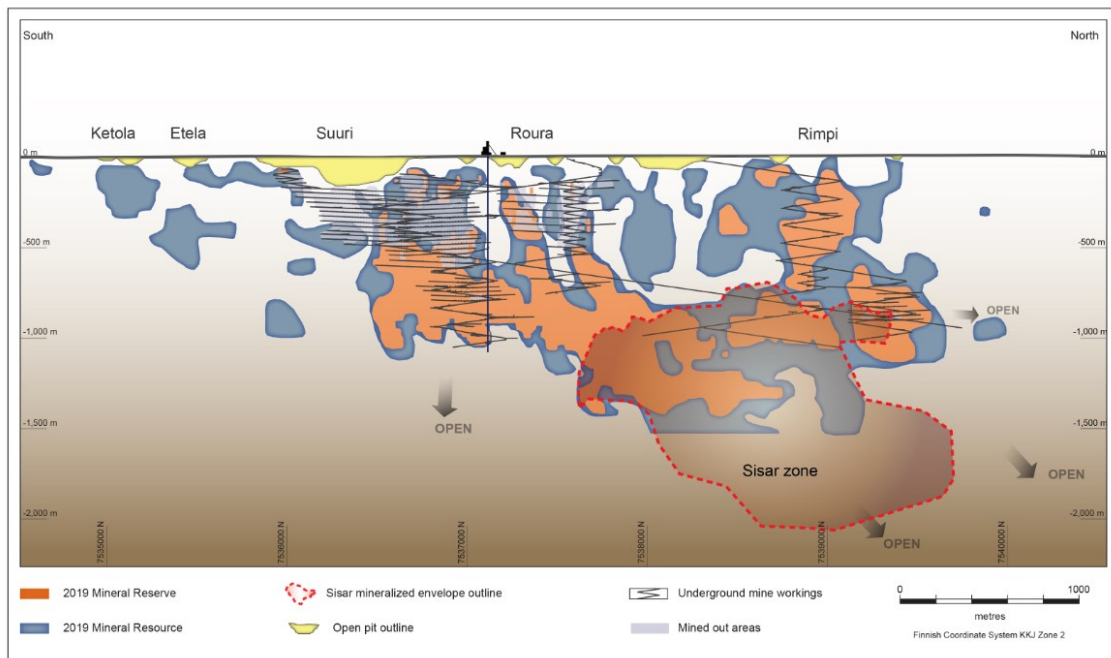 South
North
Ketola
Etela
Suuri
Roura
Rimpi
0 m
0 m
-500 m
-500 m
OPEN
-1,000 m
-1,000 m
OPEN
-1,500 m
-1,500 m
Sisar zone
OPEN
-2,000 m
-2,000 m
OPEN
7535000 N
7536000 N
7537000 N
7538000 N
7539000 N
7540000 N
2019 Mineral Reserve
Sisar mineralized envelope outline
Underground mine workings
0
1000
metres
2019 Mineral Resource
Open pit outline
Mined out areas
Finnish Coordinate System KKJ Zone 2